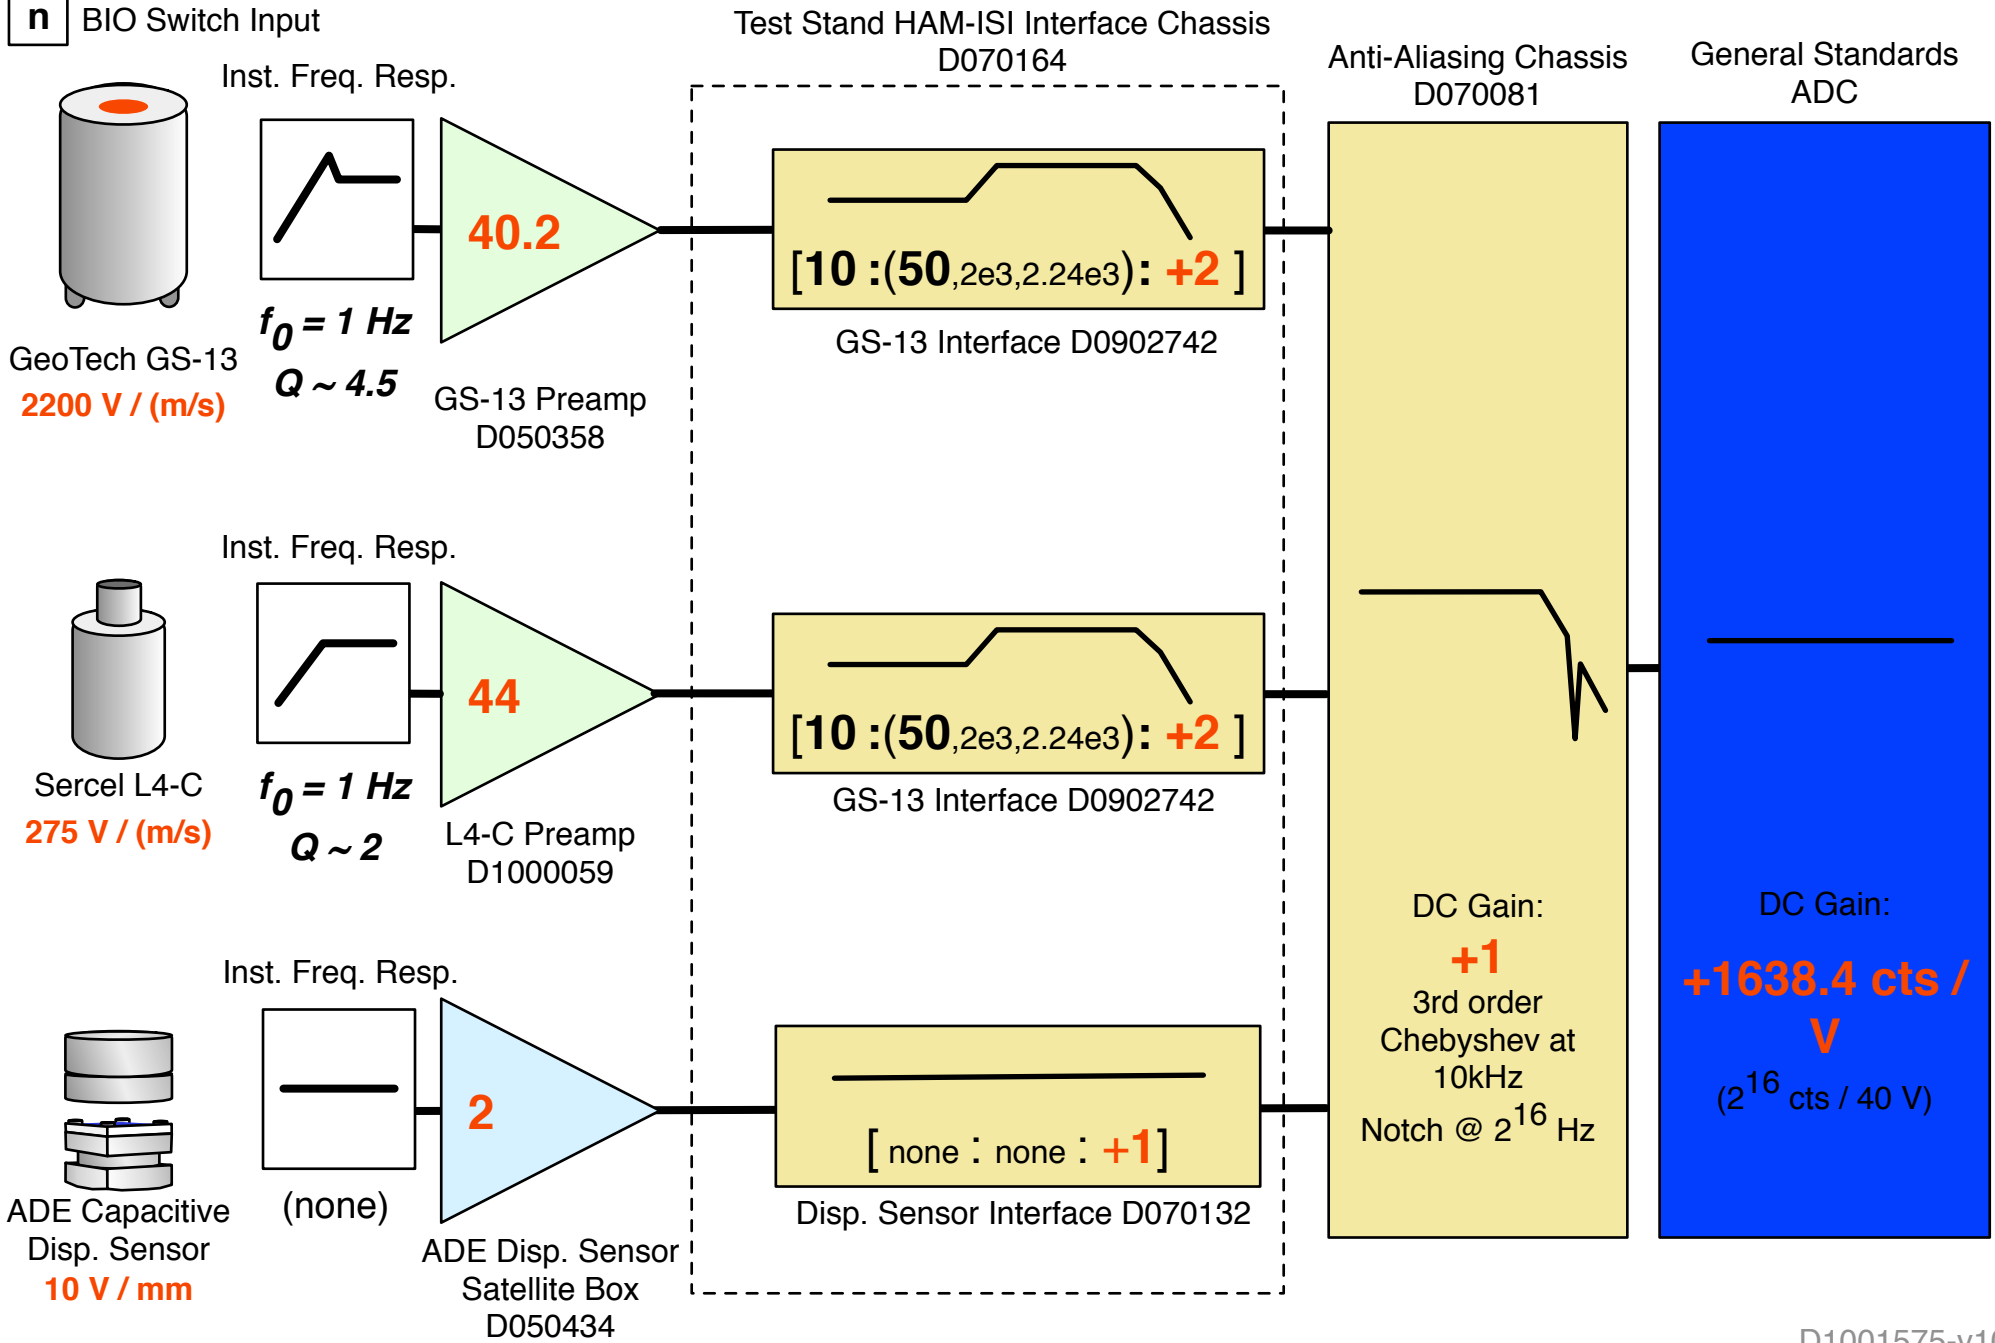 n BIO Switch Input
Test Stand HAM-ISI Interface Chassis
D070164
Anti-Aliasing Chassis
D070081
General Standards
ADC
Inst. Freq. Resp.
40.2
[10 :(50,2e3,2.24e3): +2 ]
f0 = 1 Hz
Q ~ 4.5
GS-13 Interface D0902742
GeoTech GS-13
2200 V / (m/s)
GS-13 Preamp
D050358
Inst. Freq. Resp.
44
[10 :(50,2e3,2.24e3): +2 ]
f0 = 1 Hz
Q ~ 2
GS-13 Interface D0902742
Sercel L4-C
275 V / (m/s)
L4-C Preamp
D1000059
Inst. Freq. Resp.
2
[ none : none : +1]
(none)
Disp. Sensor Interface D070132
ADE Capacitive
Disp. Sensor
10 V / mm
ADE Disp. Sensor
Satellite Box
D050434
DC Gain:
+1
3rd order
Chebyshev at
10kHz
Notch @ 2^16 Hz
DC Gain:
+1638.4 cts /
V
(2^16 cts / 40 V)